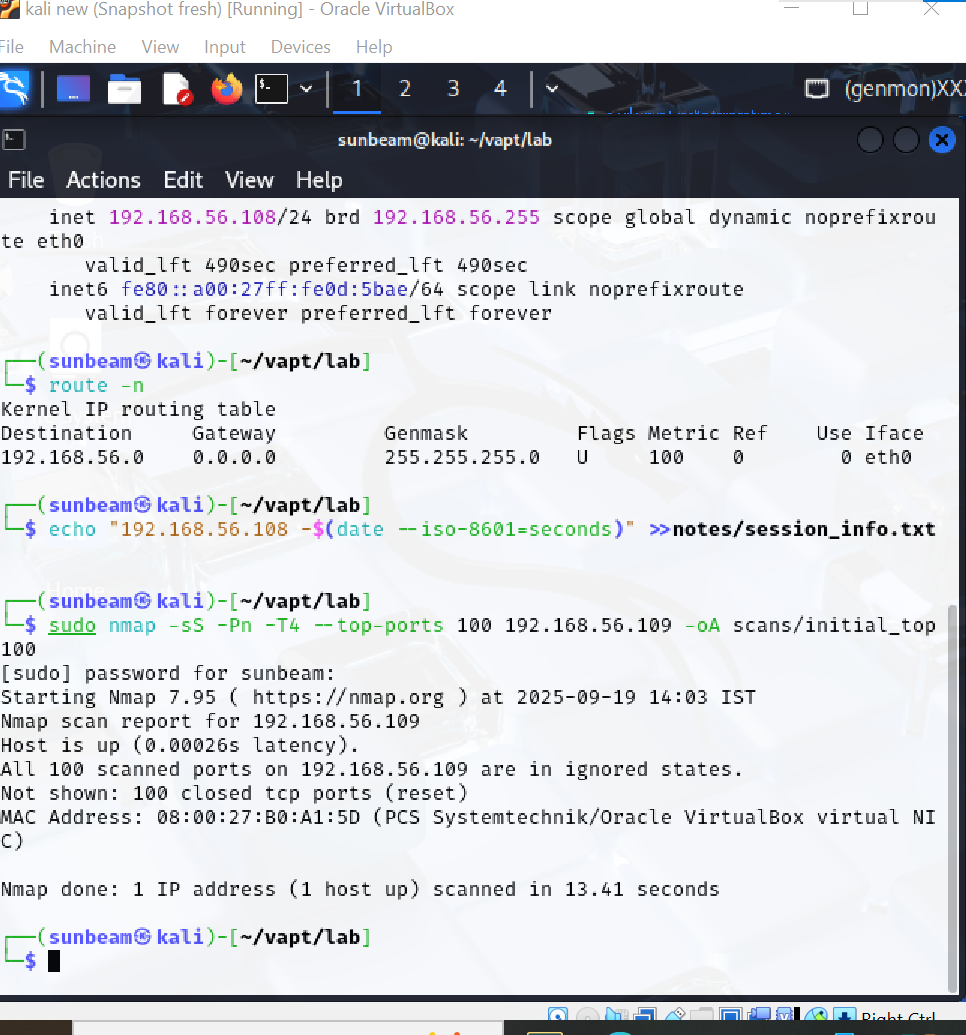 kali new (Snapshot fresh) [Running] - Oracle VirtualBox
File Machine View Input Devices Help
1 2 3 4 (genmon)XX
sunbeam@kali: ~/vapt/lab
File Actions Edit View Help
inet 192.168.56.108/24 brd 192.168.56.255 scope global dynamic noprefixrou
te eth0
valid_lft 490sec preferred_lft 490sec
inet6 fe80::a00:27ff:fe0d:5bae/64 scope link noprefixroute
valid_lft forever preferred_lft forever
┌──(sunbeam㉿kali)-[~/vapt/lab]
└─$ route -n
Kernel IP routing table
Destination     Gateway         Genmask         Flags Metric Ref    Use Iface
192.168.56.0    0.0.0.0         255.255.255.0   U     100    0        0 eth0
┌──(sunbeam㉿kali)-[~/vapt/lab]
└─$ echo "192.168.56.108 -$(date --iso-8601=seconds)" >>notes/session_info.txt
┌──(sunbeam㉿kali)-[~/vapt/lab]
└─$ sudo nmap -sS -Pn -T4 --top-ports 100 192.168.56.109 -oA scans/initial_top
100
[sudo] password for sunbeam:
Starting Nmap 7.95 ( https://nmap.org ) at 2025-09-19 14:03 IST
Nmap scan report for 192.168.56.109
Host is up (0.00026s latency).
All 100 scanned ports on 192.168.56.109 are in ignored states.
Not shown: 100 closed tcp ports (reset)
MAC Address: 08:00:27:B0:A1:5D (PCS Systemtechnik/Oracle VirtualBox virtual NI
C)
Nmap done: 1 IP address (1 host up) scanned in 13.41 seconds
┌──(sunbeam㉿kali)-[~/vapt/lab]
└─$
Right Ctrl